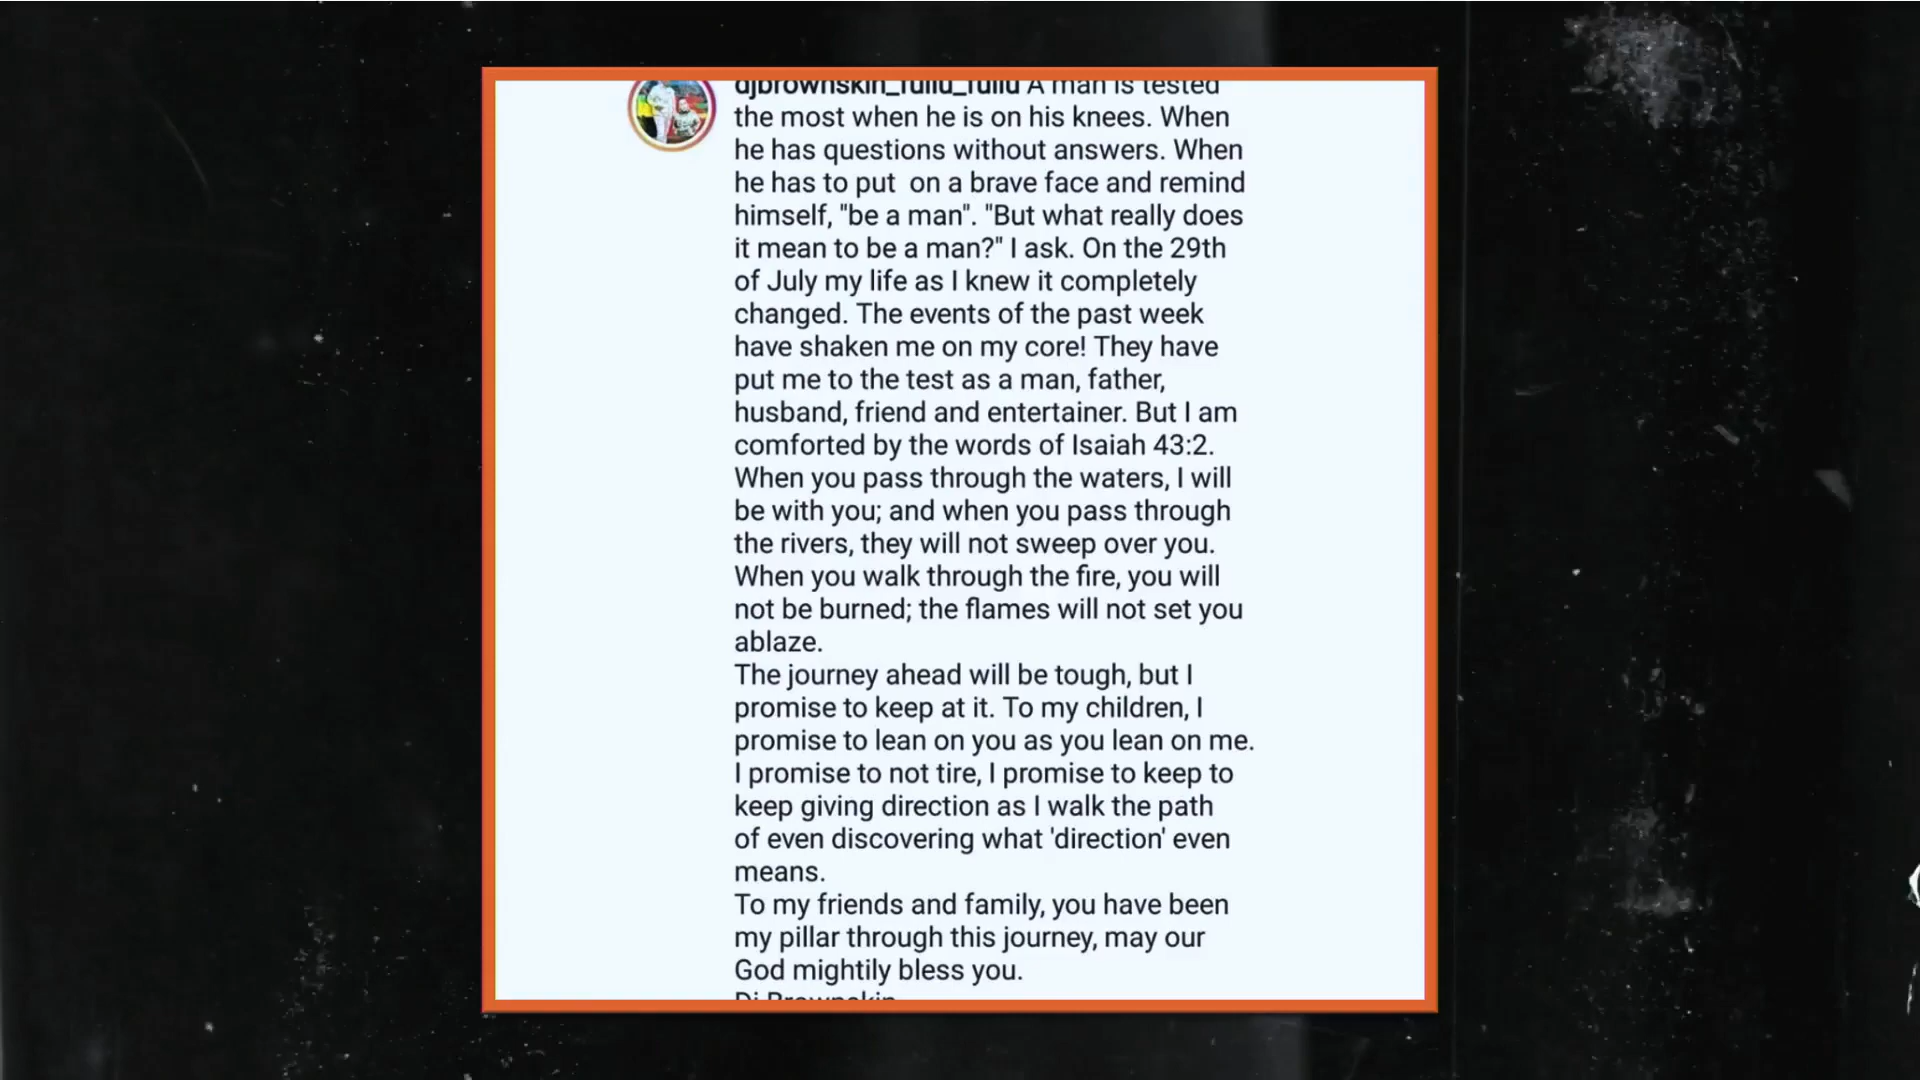 djbrownskin_fullu_fullu A man is tested
the most when he is on his knees. When
he has questions without answers. When
he has to put  on a brave face and remind
himself, "be a man". "But what really does
it mean to be a man?" I ask. On the 29th
of July my life as I knew it completely
changed. The events of the past week
have shaken me on my core! They have
put me to the test as a man, father,
husband, friend and entertainer. But I am
comforted by the words of Isaiah 43:2.
When you pass through the waters, I will
be with you; and when you pass through
the rivers, they will not sweep over you.
When you walk through the fire, you will
not be burned; the flames will not set you
ablaze.
The journey ahead will be tough, but I
promise to keep at it. To my children, I
promise to lean on you as you lean on me.
I promise to not tire, I promise to keep to
keep giving direction as I walk the path
of even discovering what 'direction' even
means.
To my friends and family, you have been
my pillar through this journey, may our
God mightily bless you.
Dj Brownskin